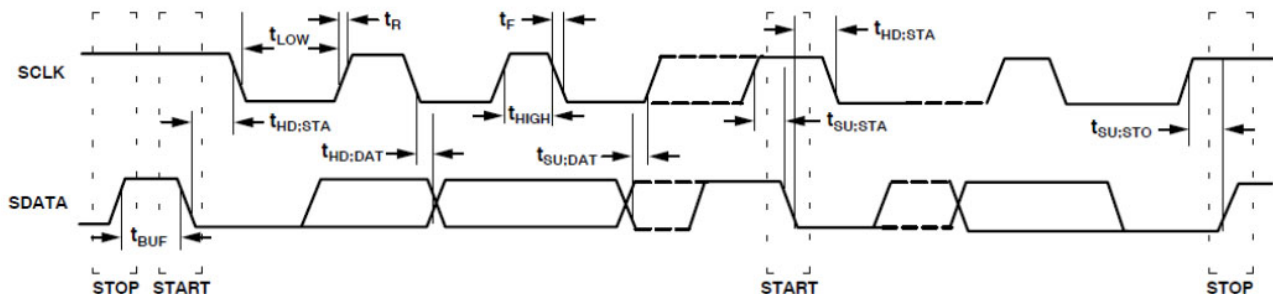 tR
tF
tLOW
tHD;STA
SCLK
tHD;STA
tHIGH
tSU;STA
tSU;STO
tHD;DAT
tSU;DAT
SDATA
tBUF
STOP
START
START
STOP